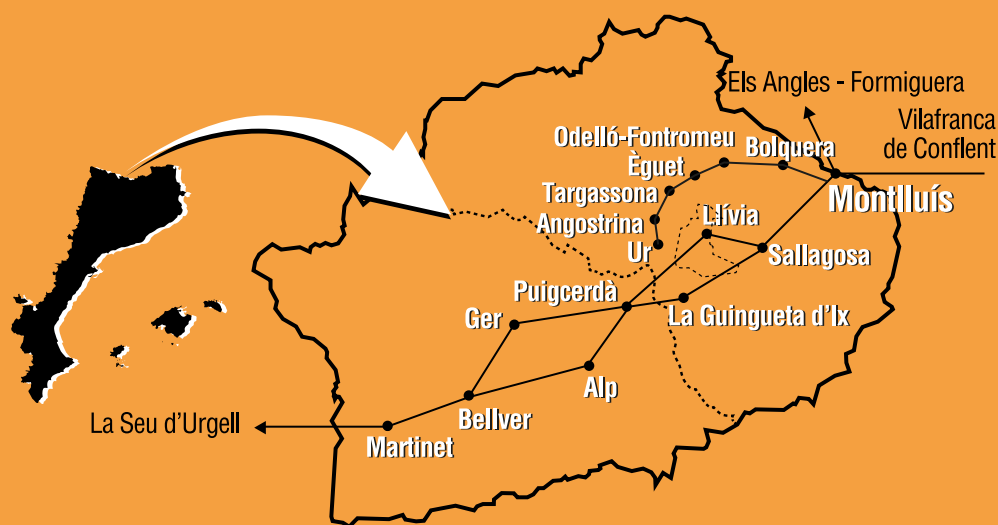 Els Angles - Formiguera
Vilafranca
de Conflent
Odelló-Fontromeu
Bolquera
Èguet
Targassona
Montlluís
Angostrina
Llívia
Ur
Sallagosa
Puigcerdà
La Guingueta d'Ix
Ger
Alp
Bellver
La Seu d'Urgell
Martinet